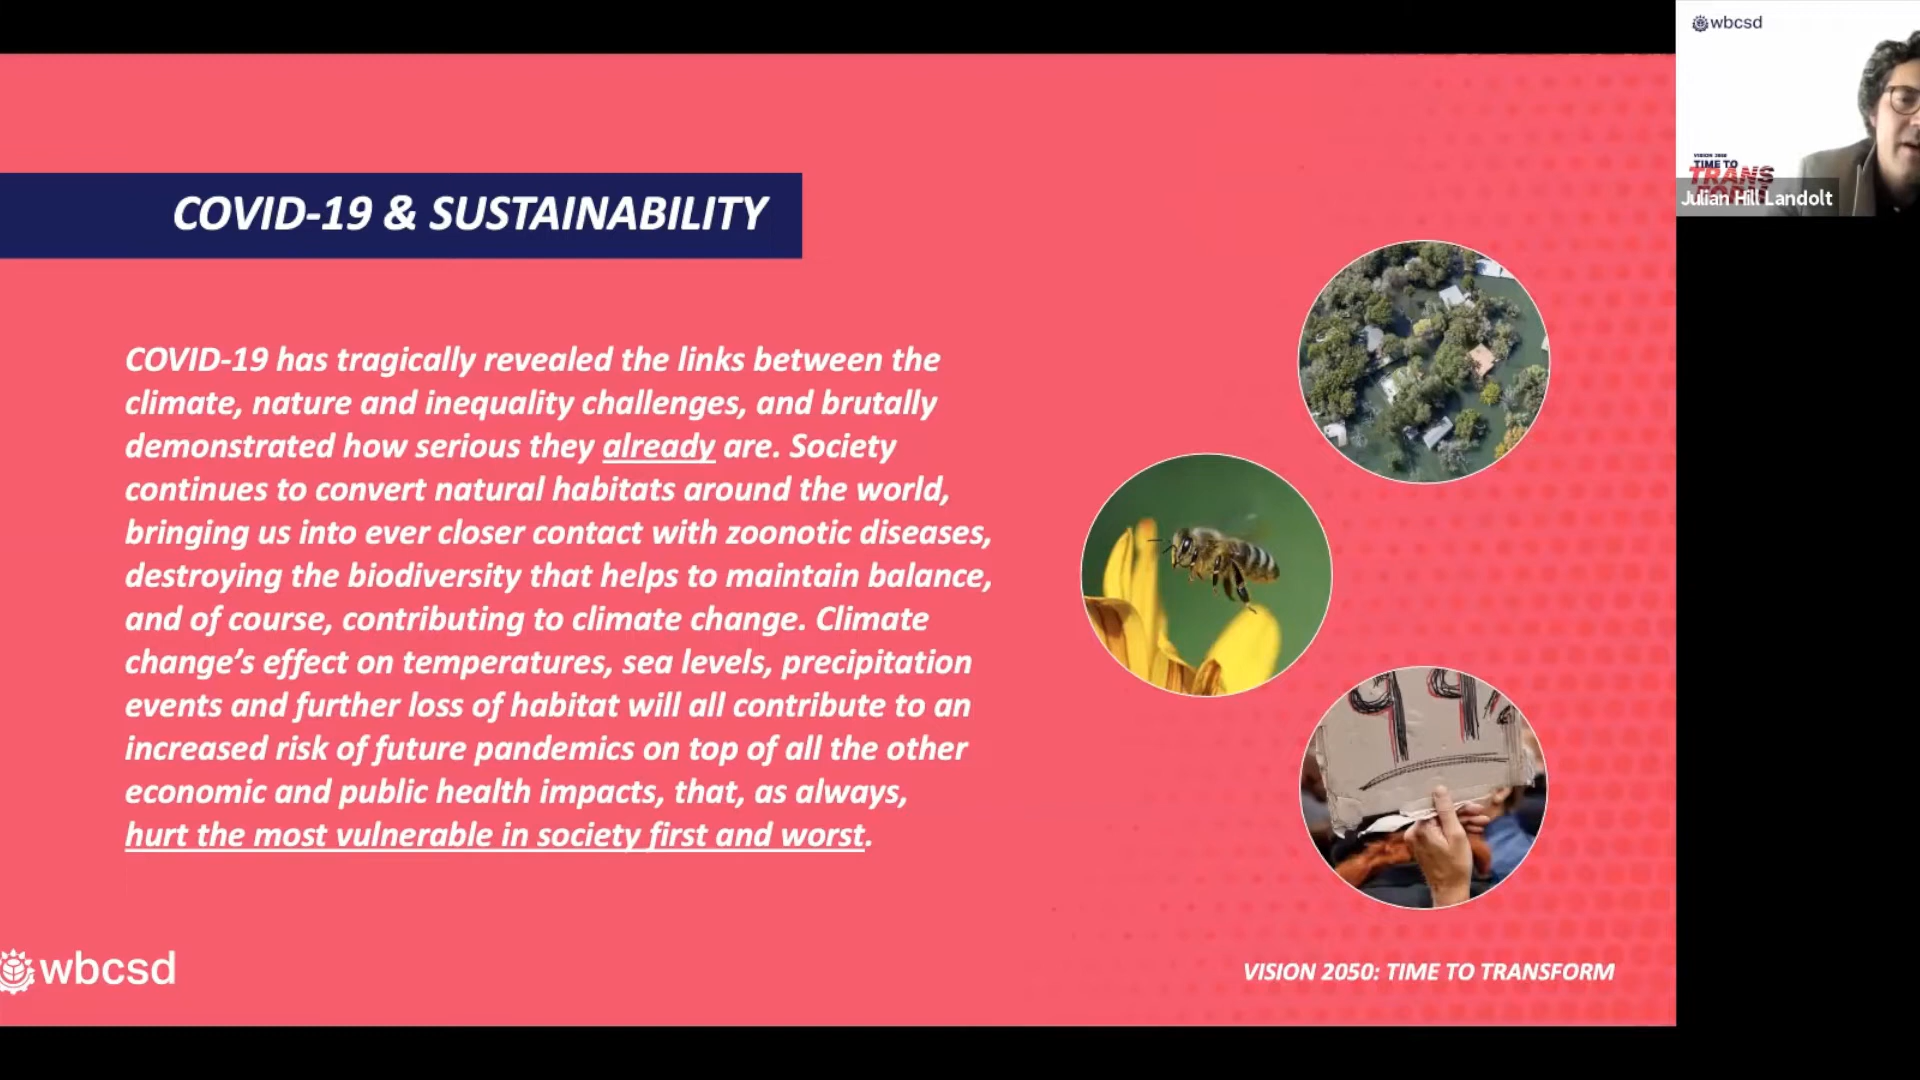 wbcsd
VISION 2050
TIME TO
TRANS
FORM
Julian Hill Landolt
COVID-19 & SUSTAINABILITY
COVID-19 has tragically revealed the links between the
climate, nature and inequality challenges, and brutally
demonstrated how serious they already are. Society
continues to convert natural habitats around the world,
bringing us into ever closer contact with zoonotic diseases,
destroying the biodiversity that helps to maintain balance,
and of course, contributing to climate change. Climate
change’s effect on temperatures, sea levels, precipitation
events and further loss of habitat will all contribute to an
increased risk of future pandemics on top of all the other
economic and public health impacts, that, as always,
hurt the most vulnerable in society first and worst.
wbcsd
VISION 2050: TIME TO TRANSFORM